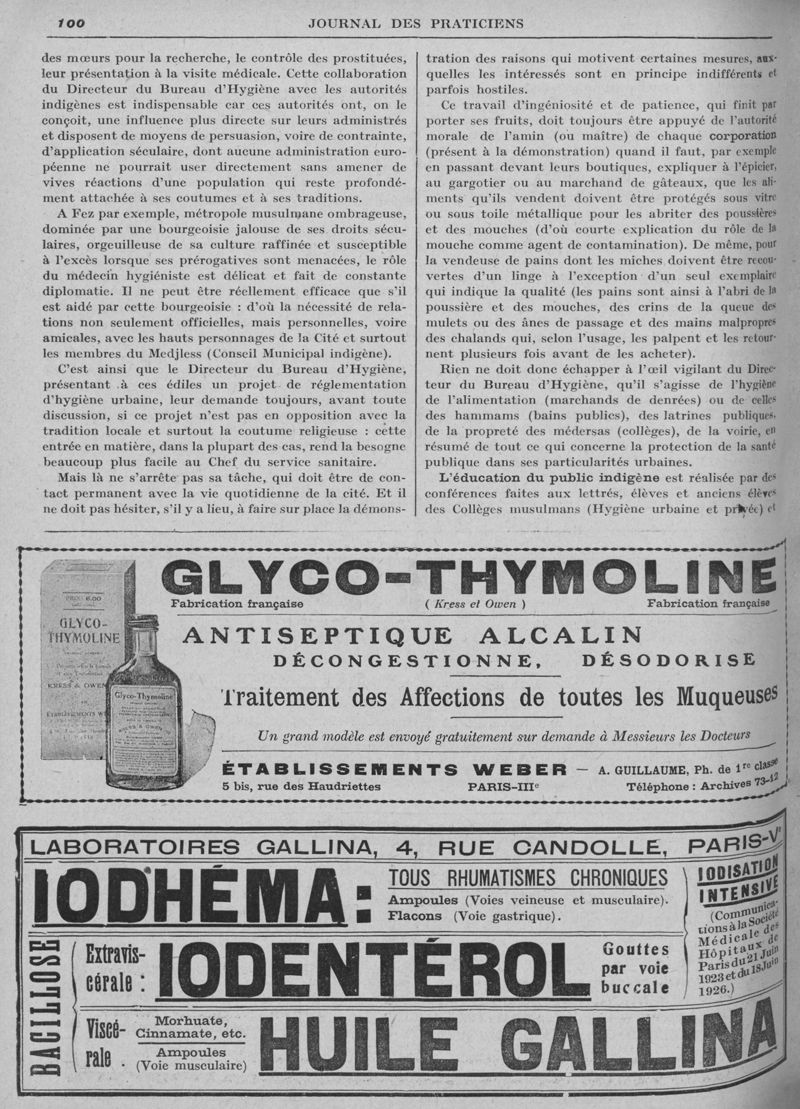 100
JOURNAL DES PRATICIENS
des mœurs pour la recherche, le contrôle des prostituées,
leur présentation à la visite médicale. Cette collaboration
du Directeur du Bureau d'Hygiène avec les autorités
indigènes est indispensable car ces autorités ont, on le
conçoit, une influence plus directe sur leurs administrés
et disposent de moyens de persuasion, voire de contrainte,
d'application séculaire, dont aucune administration euro-
péenne ne pourrait user directement sans amener de
vives réactions d'une population qui reste profondé-
ment attachée à ses coutumes et à ses traditions.
A Fez par exemple, métropole musulmane ombrageuse,
dominée par une bourgeoisie jalouse de ses droits sécu-
laires, orgueilleuse de sa culture raffinée et susceptible
à l'excès lorsque ses prérogatives sont menacées, le rôle
du médecin hygiéniste est délicat et fait de constante
diplomatie. Il ne peut être réellement efficace que s'il
est aidé par cette bourgeoisie : d'où la nécessité de rela-
tions non seulement officielles, mais personnelles, voire
amicales, avec les hauts personnages de la Cité et surtout
les membres du Medjless (Conseil Municipal indigène).
C'est ainsi que le Directeur du Bureau d'Hygiène,
présentant à ces édiles un projet de réglementation
d'hygiène urbaine, leur demande toujours, avant toute
discussion, si ce projet n'est pas en opposition avec la
tradition locale et surtout la coutume religieuse : cette
entrée en matière, dans la plupart des cas, rend la besogne
beaucoup plus facile au Chef du service sanitaire.
Mais là ne s'arrête pas sa tâche, qui doit être de con-
tact permanent avec la vie quotidienne de la cité. Et il
ne doit pas hésiter, s'il y a lieu, à faire sur place la démons-
tration des raisons qui motivent certaines mesures, aux-
quelles les intéressés sont en principe indifférents et
parfois hostiles.
Ce travail d'ingéniosité et de patience, qui finit par
porter ses fruits, doit toujours être appuyé de l'autorité
morale de l'amin (ou maître) de chaque corporation
(présent à la démonstration) quand il faut, par exemple
en passant devant leurs boutiques, expliquer à l'épicier,
au gargotier ou au marchand de gâteaux, que les ali-
ments qu'ils vendent doivent être protégés sous vitre
ou sous toile métallique pour les abriter des poussières
et des mouches (d'où courte explication du rôle de la
mouche comme agent de contamination). De même, pour
la vendeuse de pains dont les miches doivent être recou-
vertes d'un linge à l'exception d'un seul exemplaire
qui indique la qualité (les pains sont ainsi à l'abri de la
poussière et des mouches, des crins de la queue des
mulets ou des ânes de passage et des mains malpropres
des chalands qui, selon l'usage, les palpent et les retour-
nent plusieurs fois avant de les acheter).
Rien ne doit donc échapper à l'œil vigilant du Direc-
teur du Bureau d'Hygiène, qu'il s'agisse de l'hygiène
de l'alimentation (marchands de denrées) ou de celles
des hammams (bains publics), des latrines publiques,
de la propreté des médersas (collèges), de la voirie, en
résumé de tout ce qui concerne la protection de la santé
publique dans ses particularités urbaines.
L'éducation du public indigène est réalisée par des
conférences faites aux lettrés, élèves et anciens élèves
des Collèges musulmans (Hygiène urbaine et privée) et
GLYCO-THYMOLINE
Fabrication française
( Kress et Owen )
Fabrication française
PRIX: 6.00
GLYCO-
THYMOLINE
KRESS & OWEN
Glyco-Thymoline
ANTISEPTIQUE ALCALIN
DÉCONGESTIONNE, DÉSODORISE
Traitement des Affections de toutes les Muqueuses
Un grand modèle est envoyé gratuitement sur demande à Messieurs les Docteurs
ÉTABLISSEMENTS WEBER — A. GUILLAUME, Ph. de 1re classe
5 bis, rue des Haudriettes
PARIS-IIIe
Téléphone : Archives 73-12
LABORATOIRES GALLINA, 4, RUE CANDOLLE, PARIS-Ve
IODHÉMA:
TOUS RHUMATISMES CHRONIQUES
Ampoules (Voies veineuse et musculaire).
Flacons (Voie gastrique).
IODISATION
INTENSIVE
(Communica-
tions à la Société
Médicale des
Hôpitaux de
Paris du 21 Juin
1923 et du 18 Juin
1926.)
BACILLOSE
Extravis-
cérale :
IODENTÉROL
Gouttes
par voie
buccale
Viscé-
rale .
Morhuate,
Cinnamate, etc.
Ampoules
(Voie musculaire)
HUILE GALLINA